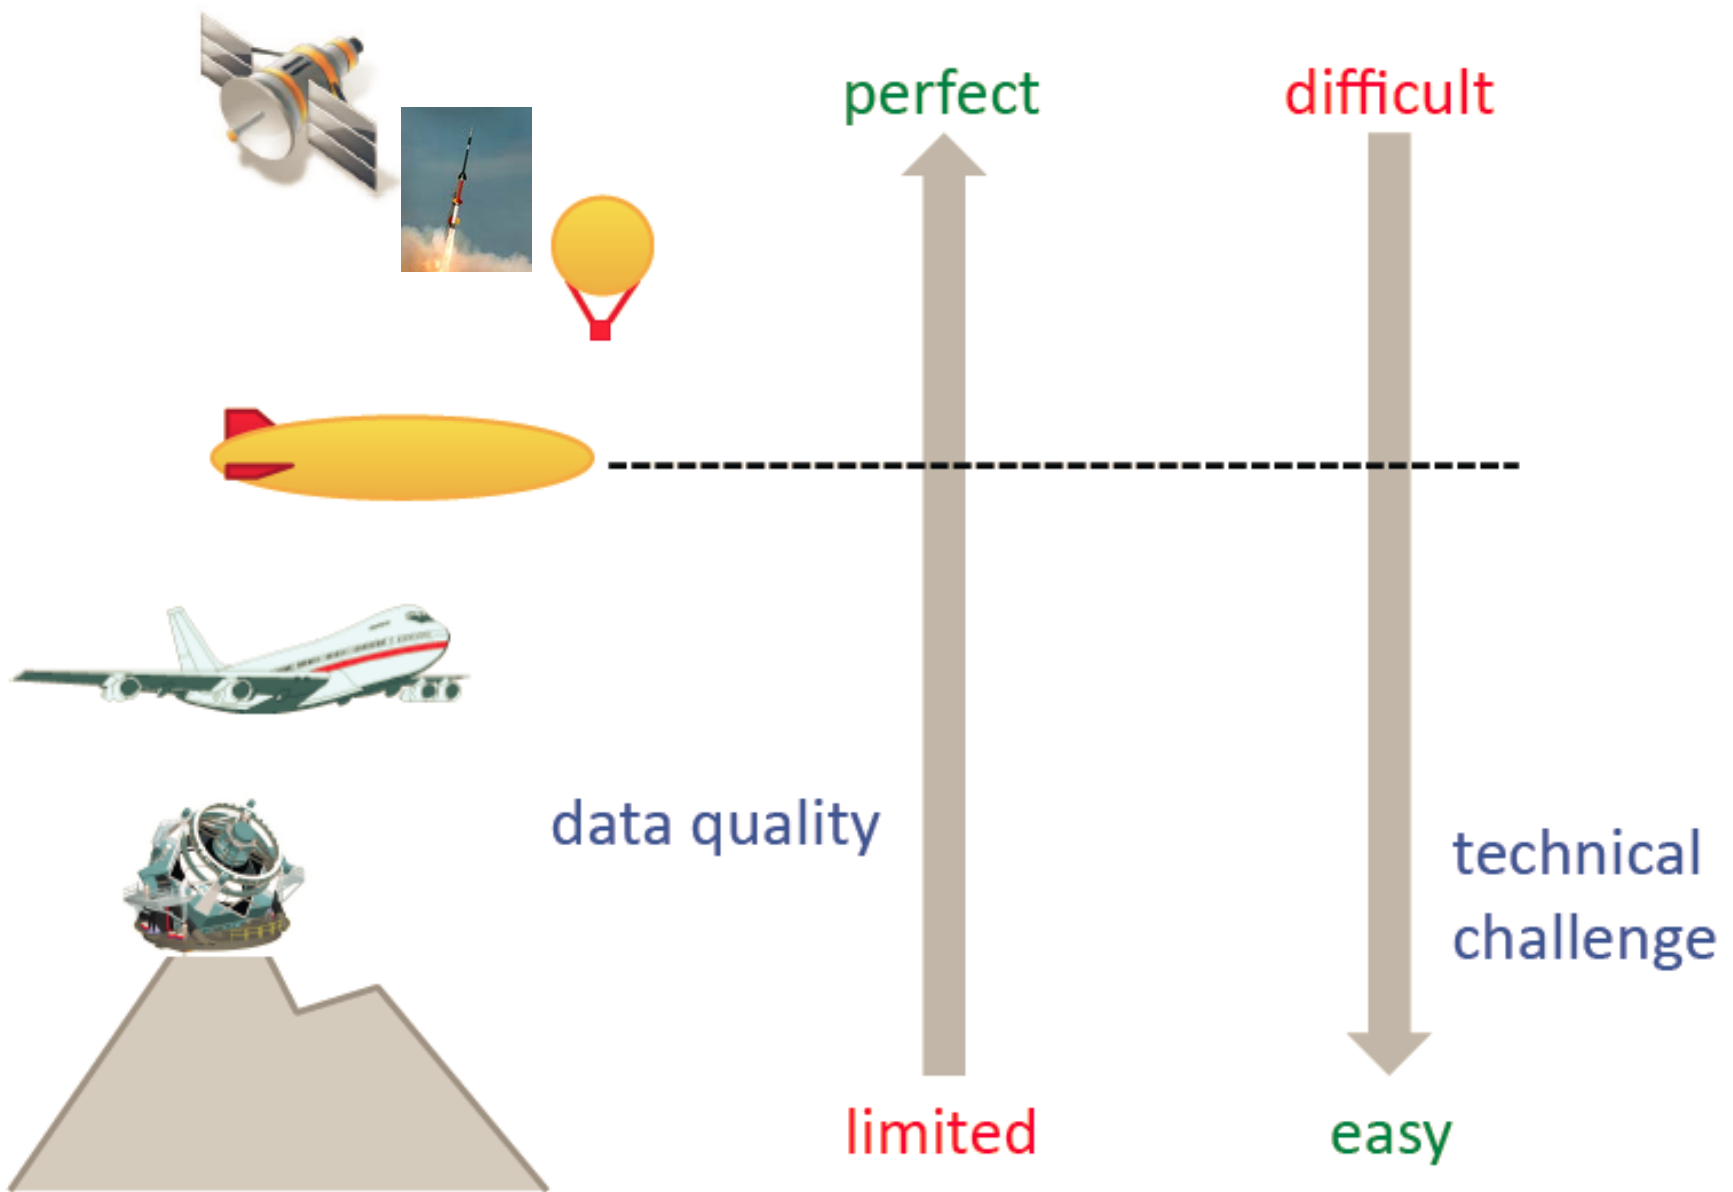 perfect
difficult
data quality
technical
challenge
limited
easy